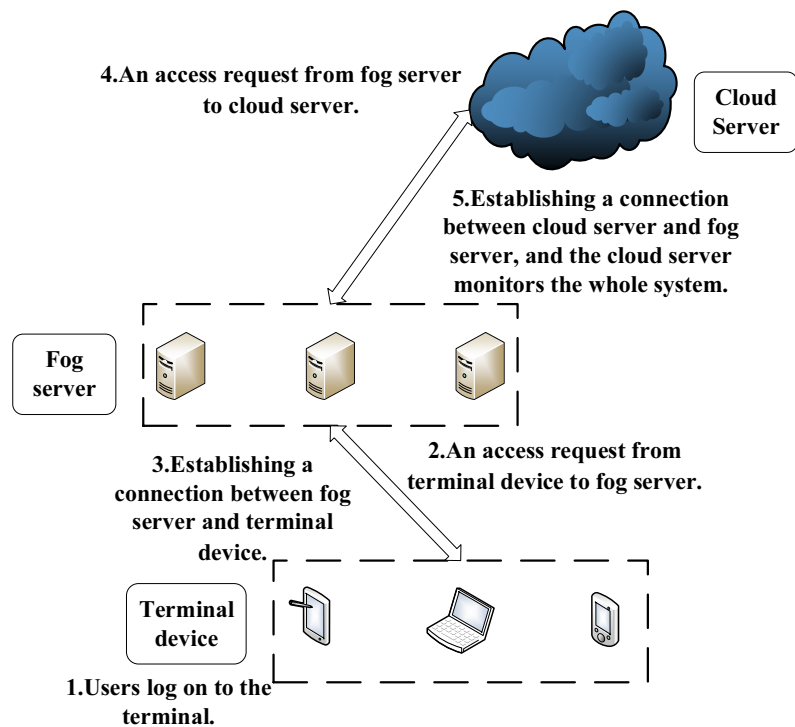 4.An access request from fog server
to cloud server.
Cloud
Server
5.Establishing a connection
between cloud server and fog
server, and the cloud server
monitors the whole system.
Fog
server
3.Establishing a
connection between fog
server and terminal
device.
2.An access request from
terminal device to fog server.
Terminal
device
1.Users log on to the
terminal.